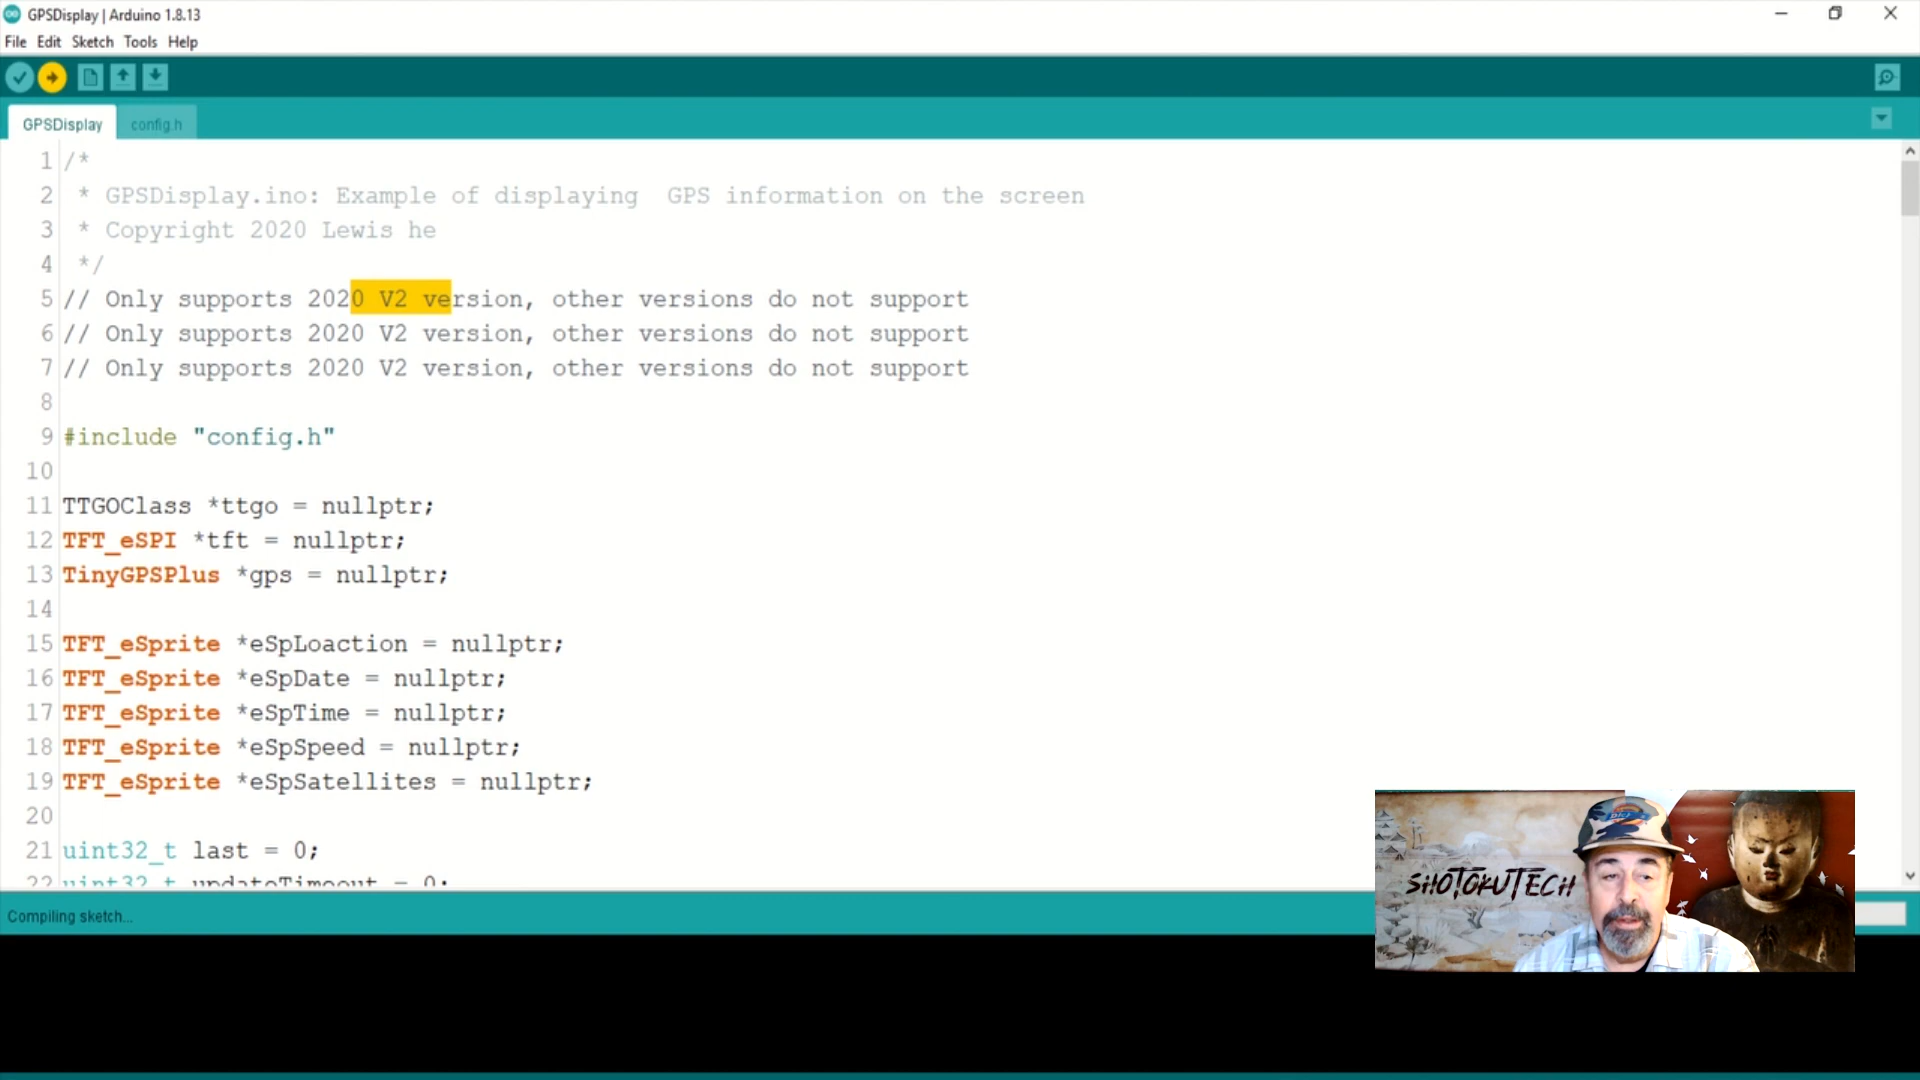 GPSDisplay | Arduino 1.8.13
File Edit Sketch Tools Help
GPSDisplay config.h
1 /*
2 * GPSDisplay.ino: Example of displaying  GPS information on the screen
3 * Copyright 2020 Lewis he
4 */
5 // Only supports 2020 V2 version, other versions do not support
6 // Only supports 2020 V2 version, other versions do not support
7 // Only supports 2020 V2 version, other versions do not support
8
9 #include "config.h"
10
11 TTGOClass *ttgo = nullptr;
12 TFT_eSPI *tft = nullptr;
13 TinyGPSPlus *gps = nullptr;
14
15 TFT_eSprite *eSpLoaction = nullptr;
16 TFT_eSprite *eSpDate = nullptr;
17 TFT_eSprite *eSpTime = nullptr;
18 TFT_eSprite *eSpSpeed = nullptr;
19 TFT_eSprite *eSpSatellites = nullptr;
20
21 uint32_t last = 0;
22 uint32_t updateTimeout = 0;
SHOTOKUTECH
Compiling sketch...